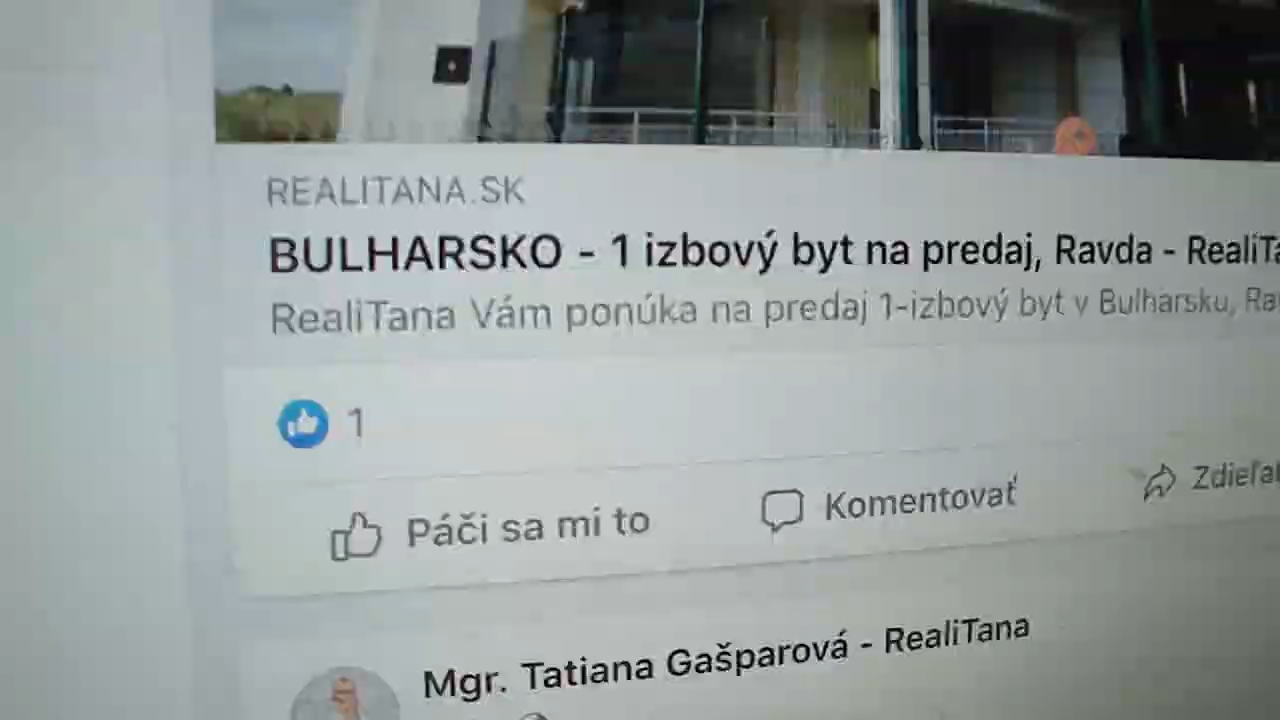 REALITANA.SK
BULHARSKO - 1 izbový byt na predaj, Ravda - RealiTa
RealiTana Vám ponúka na predaj 1-izbový byt v Bulharsku, Ra
1
Páči sa mi to
Komentovať
Zdieľa
Mgr. Tatiana Gašparová - RealiTana